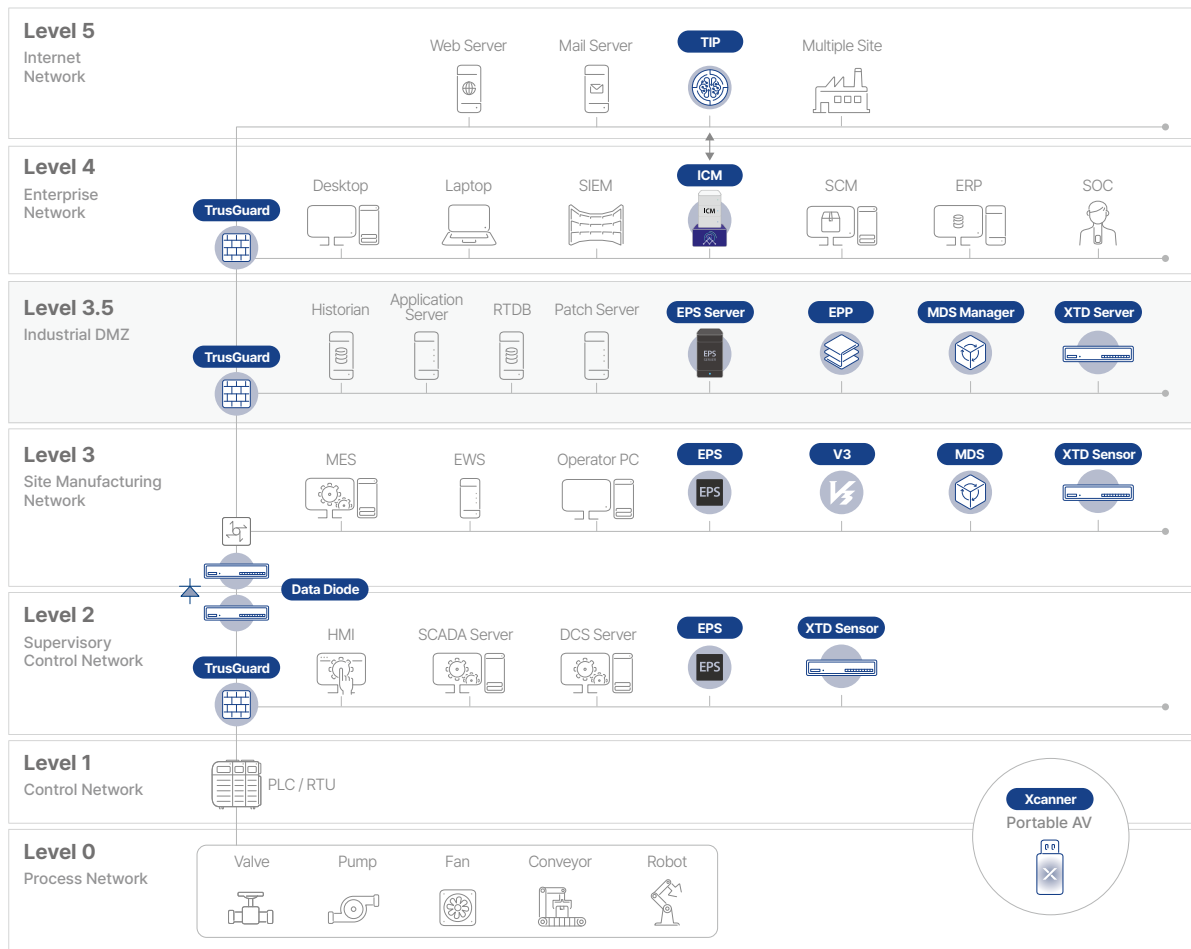 Level 5
Internet
Network
Web Server
Mail Server
TIP
Multiple Site
Level 4
Enterprise
Network
TrusGuard
Desktop
Laptop
SIEM
ICM
ICM
SCM
ERP
SOC
Level 3.5
Industrial DMZ
TrusGuard
Historian
Application
Server
RTDB
Patch Server
EPS Server
EPS
SERVER
EPP
MDS Manager
XTD Server
Level 3
Site Manufacturing
Network
MES
EWS
Operator PC
EPS
EPS
V3
V3
MDS
XTD Sensor
Data Diode
Level 2
Supervisory
Control Network
TrusGuard
HMI
SCADA Server
DCS Server
EPS
EPS
XTD Sensor
Level 1
Control Network
PLC / RTU
Xcanner
Portable AV
X
Level 0
Process Network
Valve
Pump
Fan
Conveyor
Robot